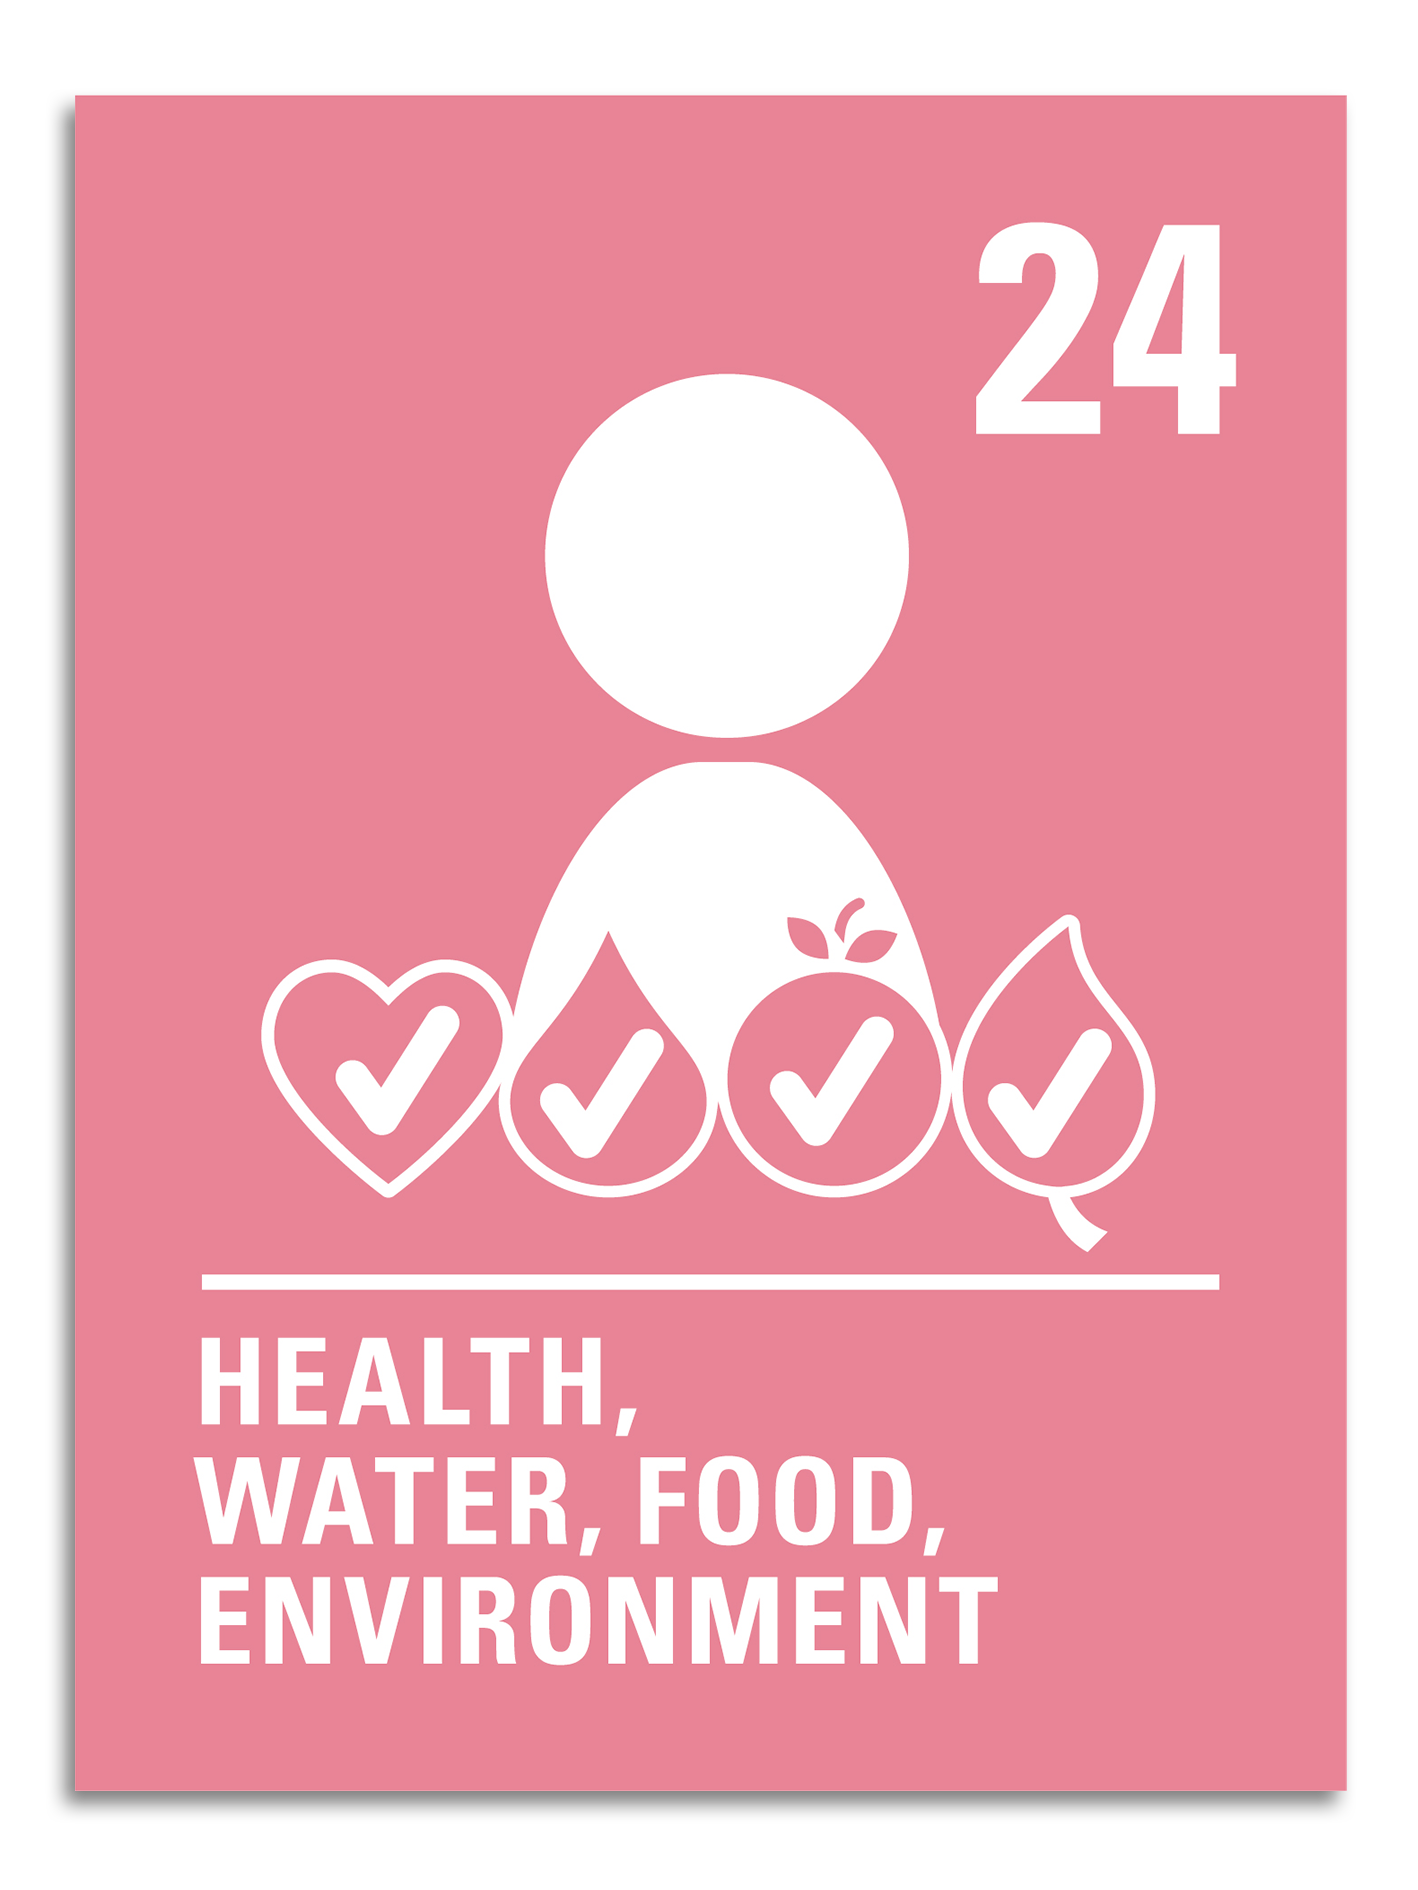 24
HEALTH,
WATER, FOOD,
ENVIRONMENT